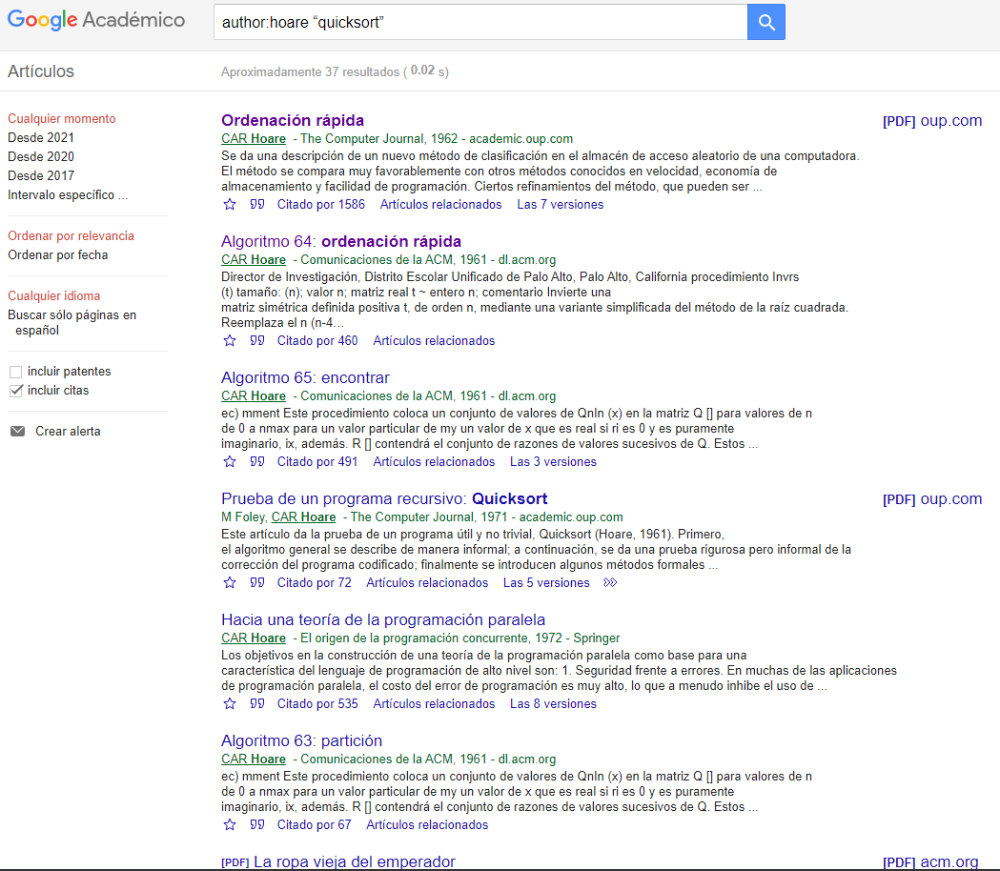 Google Académico
author:hoare “quicksort”
Artículos
Aproximadamente 37 resultados ( 0.02 s)
Cualquier momento
Desde 2021
Desde 2020
Desde 2017
Intervalo específico ...
Ordenar por relevancia
Ordenar por fecha
Cualquier idioma
Buscar sólo páginas en
español
incluir patentes
incluir citas
Crear alerta
Ordenación rápida
[PDF] oup.com
CAR Hoare - The Computer Journal, 1962 - academic.oup.com
Se da una descripción de un nuevo método de clasificación en el almacén de acceso aleatorio de una computadora.
El método se compara muy favorablemente con otros métodos conocidos en velocidad, economía de
almacenamiento y facilidad de programación. Ciertos refinamientos del método, que pueden ser ...
Citado por 1586 Artículos relacionados Las 7 versiones
Algoritmo 64: ordenación rápida
CAR Hoare - Comunicaciones de la ACM, 1961 - dl.acm.org
Director de Investigación, Distrito Escolar Unificado de Palo Alto, Palo Alto, California procedimiento Invrs
(t) tamaño: (n); valor n; matriz real t ~ entero n; comentario Invierte una
matriz simétrica definida positiva t, de orden n, mediante una variante simplificada del método de la raíz cuadrada.
Reemplaza el n (n-4...
Citado por 460 Artículos relacionados
Algoritmo 65: encontrar
CAR Hoare - Comunicaciones de la ACM, 1961 - dl.acm.org
ec) mment Este procedimiento coloca un conjunto de valores de QnIn (x) en la matriz Q [] para valores de n
de 0 a nmax para un valor particular de my un valor de x que es real si ri es 0 y es puramente
imaginario, ix, además. R [] contendrá el conjunto de razones de valores sucesivos de Q. Estos ...
Citado por 491 Artículos relacionados Las 3 versiones
Prueba de un programa recursivo: Quicksort
[PDF] oup.com
M Foley, CAR Hoare - The Computer Journal, 1971 - academic.oup.com
Este artículo da la prueba de un programa útil y no trivial, Quicksort (Hoare, 1961). Primero,
el algoritmo general se describe de manera informal; a continuación, se da una prueba rigurosa pero informal de la
corrección del programa codificado; finalmente se introducen algunos métodos formales ...
Citado por 72 Artículos relacionados Las 5 versiones
Hacia una teoría de la programación paralela
CAR Hoare - El origen de la programación concurrente, 1972 - Springer
Los objetivos en la construcción de una teoría de la programación paralela como base para una
característica del lenguaje de programación de alto nivel son: 1. Seguridad frente a errores. En muchas de las aplicaciones
de programación paralela, el costo del error de programación es muy alto, lo que a menudo inhibe el uso de ...
Citado por 535 Artículos relacionados Las 8 versiones
Algoritmo 63: partición
CAR Hoare - Comunicaciones de la ACM, 1961 - dl.acm.org
ec) mment Este procedimiento coloca un conjunto de valores de QnIn (x) en la matriz Q [] para valores de n
de 0 a nmax para un valor particular de my un valor de x que es real si ri es 0 y es puramente
imaginario, ix, además. R [] contendrá el conjunto de razones de valores sucesivos de Q. Estos ...
Citado por 67 Artículos relacionados
[PDF] La ropa vieja del emperador
[PDF] acm.org